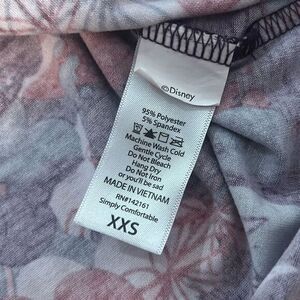 ©Disney
95% Polyester
5% Spandex
Machine Wash Cold
Gentle Cycle
Do Not Bleach
Hang Dry
Do Not Iron
or you'll be sad
MADE IN VIETNAM
RN#142161
Simply Comfortable
XXS